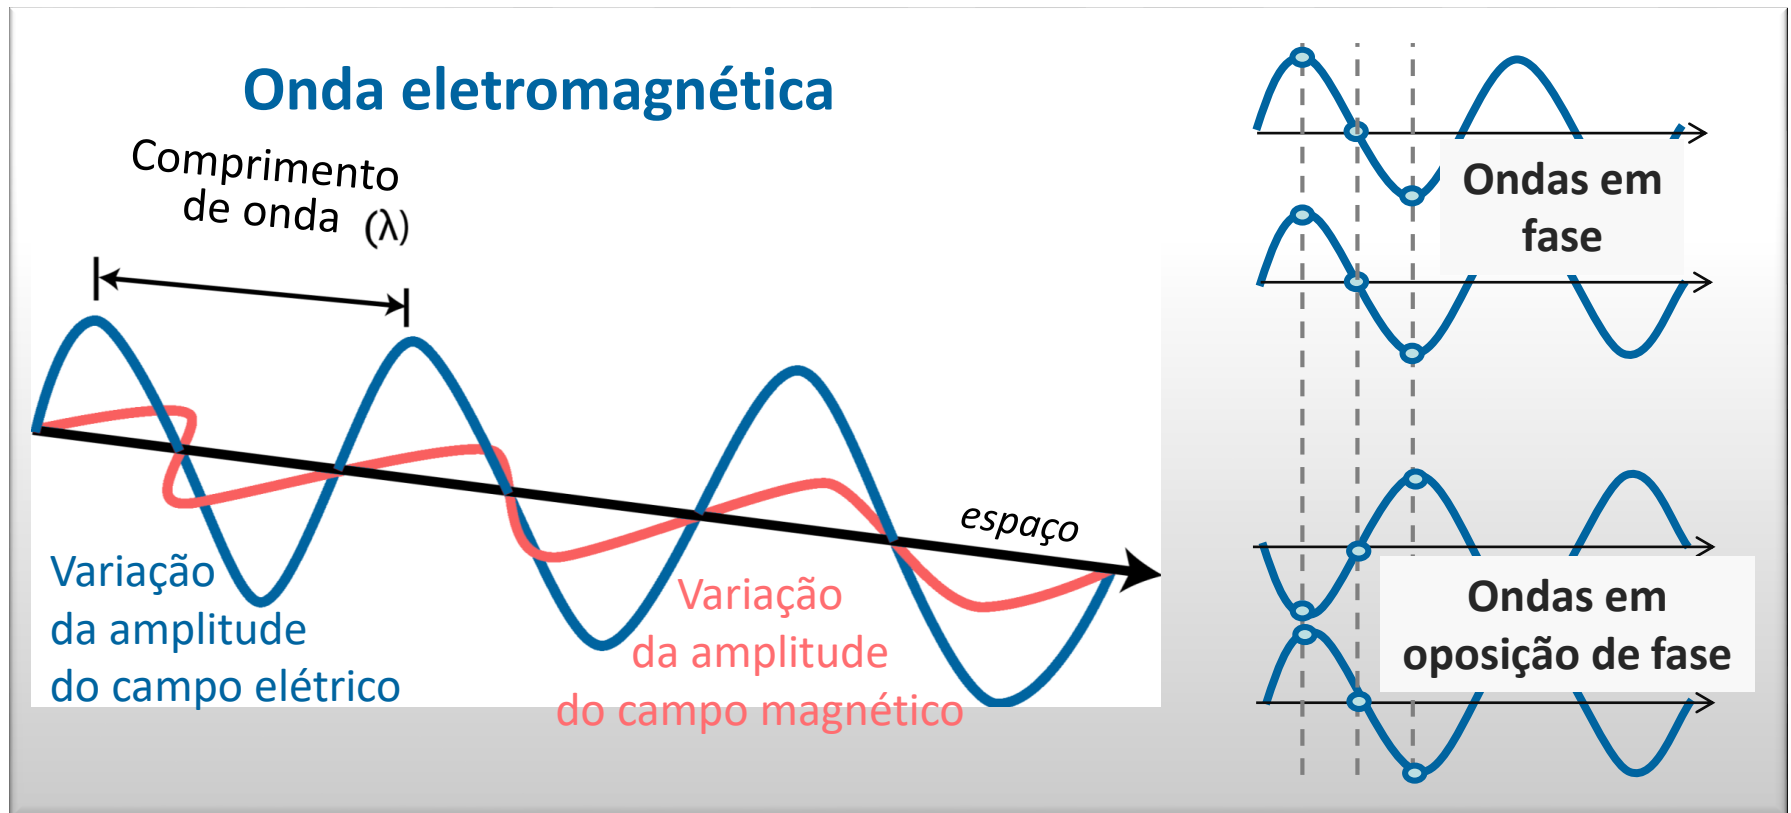 Onda eletromagnética
Comprimento
de onda (λ)
espaço
Variação
da amplitude
do campo elétrico
Variação
da amplitude
do campo magnético
Ondas em
fase
Ondas em
oposição de fase